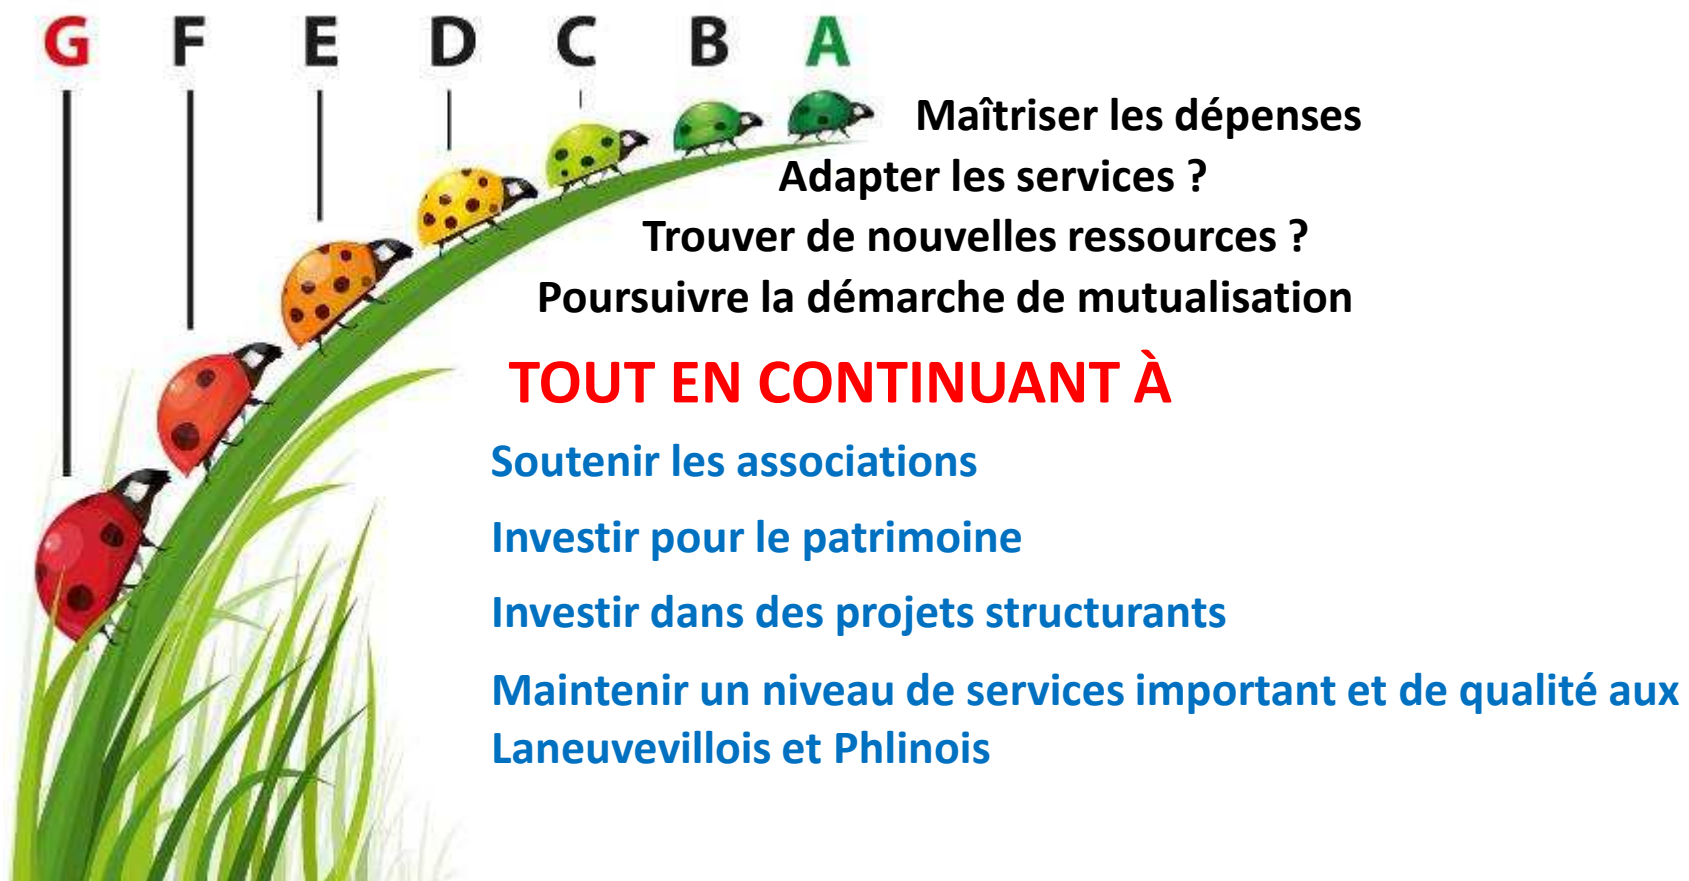 G F E D C B A
Maîtriser les dépenses
Adapter les services ?
Trouver de nouvelles ressources ?
Poursuivre la démarche de mutualisation
TOUT EN CONTINUANT À
Soutenir les associations
Investir pour le patrimoine
Investir dans des projets structurants
Maintenir un niveau de services important et de qualité aux
Laneuvevillois et Phlinois